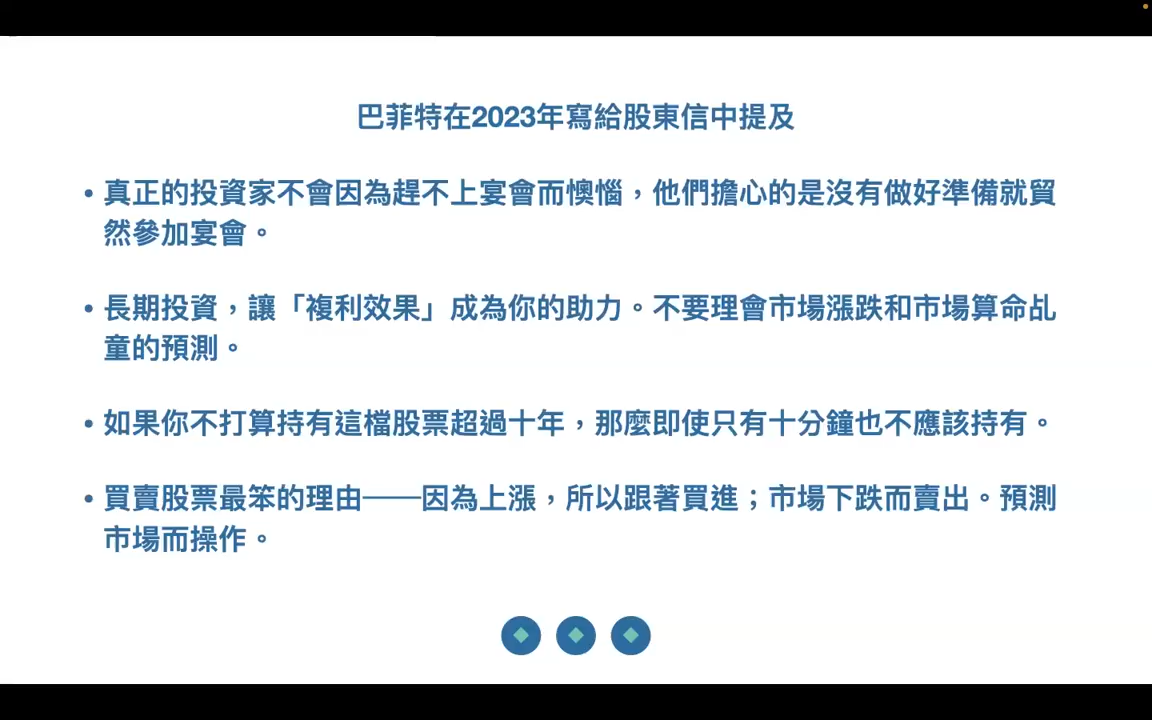 巴菲特在2023年寫給股東信中提及
• 真正的投資家不會因為趕不上宴會而懊惱，他們擔心的是沒有做好準備就貿
然參加宴會。
• 長期投資，讓「複利效果」成為你的助力。不要理會市場漲跌和市場算命乩
童的預測。
• 如果你不打算持有這檔股票超過十年，那麼即使只有十分鐘也不應該持有。
• 買賣股票最笨的理由——因為上漲，所以跟著買進；市場下跌而賣出。預測
市場而操作。